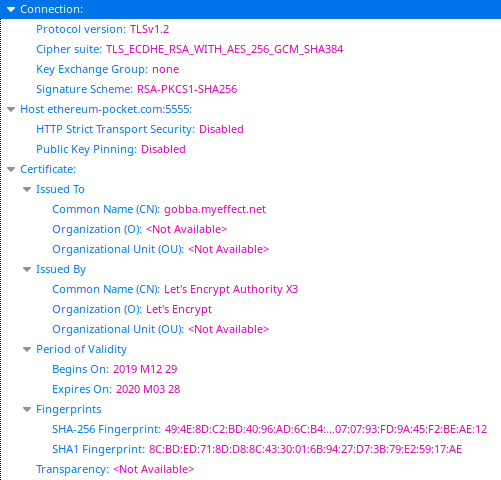 Connection:
Protocol version: TLSv1.2
Cipher suite: TLS_ECDHE_RSA_WITH_AES_256_GCM_SHA384
Key Exchange Group: none
Signature Scheme: RSA-PKCS1-SHA256
Host ethereum-pocket.com:5555:
HTTP Strict Transport Security: Disabled
Public Key Pinning: Disabled
Certificate:
Issued To
Common Name (CN): gobba.myeffect.net
Organization (O): <Not Available>
Organizational Unit (OU): <Not Available>
Issued By
Common Name (CN): Let's Encrypt Authority X3
Organization (O): Let's Encrypt
Organizational Unit (OU): <Not Available>
Period of Validity
Begins On: 2019 M12 29
Expires On: 2020 M03 28
Fingerprints
SHA-256 Fingerprint: 49:4E:8D:C2:BD:40:96:AD:6C:B4:...07:07:93:FD:9A:45:F2:BE:AE:12
SHA1 Fingerprint: 8C:BD:ED:71:8D:D8:8C:43:30:01:6B:94:27:D7:3B:79:E2:59:17:AE
Transparency: <Not Available>